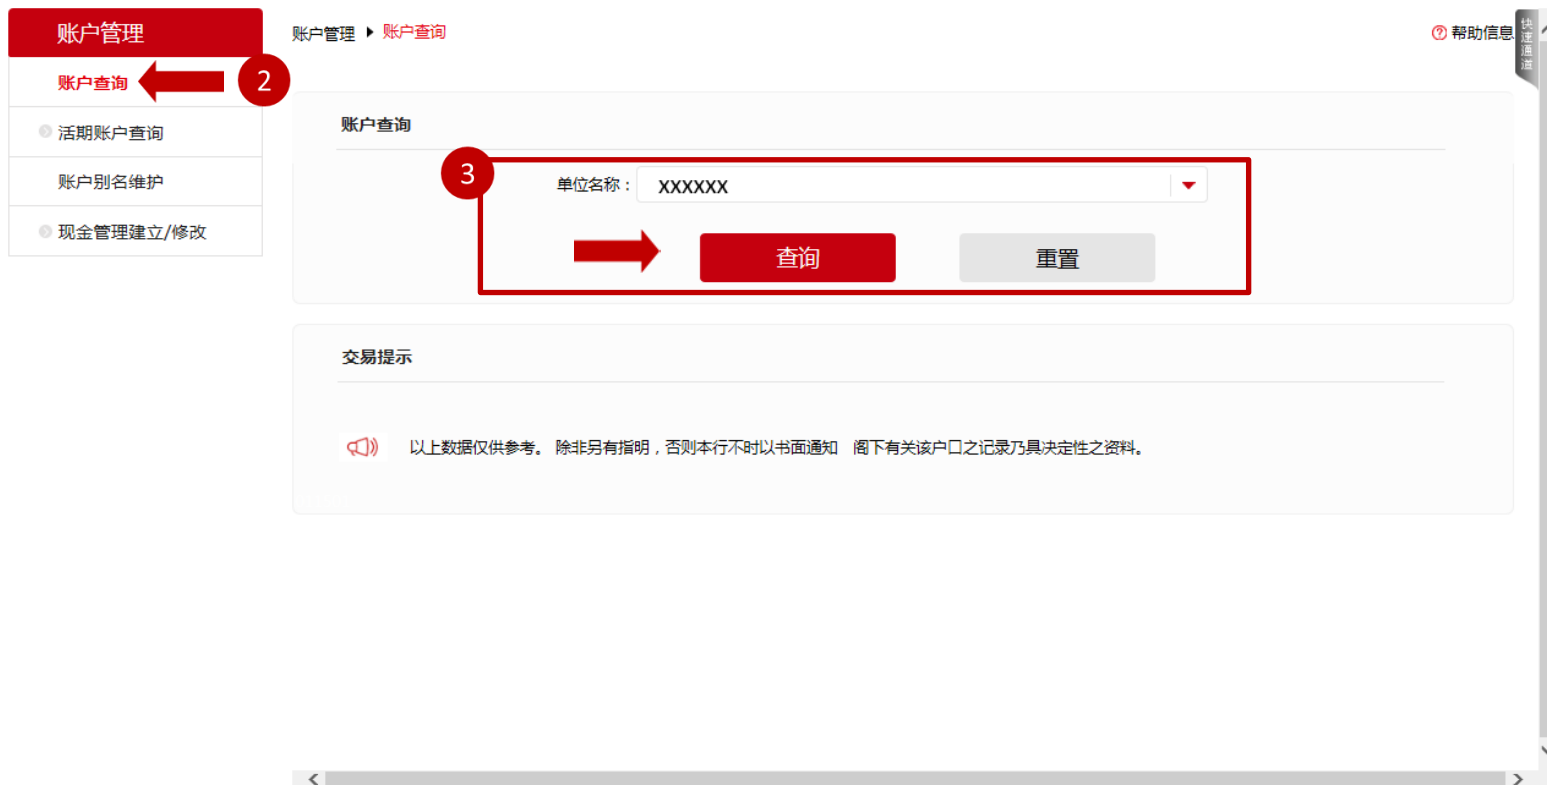 账户管理
账户查询
2
活期账户查询
账户别名维护
现金管理建立/修改
账户管理 账户查询
帮助信息
快速通道
账户查询
3
单位名称：
XXXXXX
查询
重置
交易提示
以上数据仅供参考。 除非另有指明，否则本行不时以书面通知 阁下有关该户口之记录乃具决定性之资料。